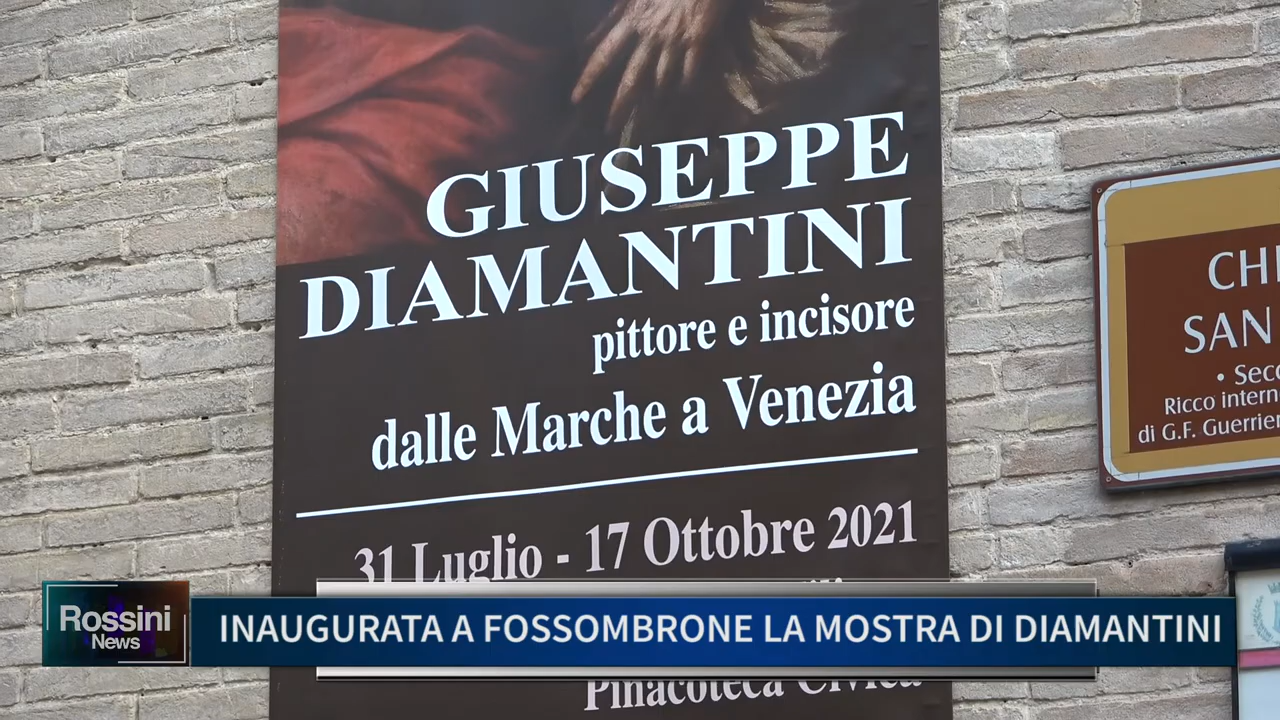 GIUSEPPE
DIAMANTINI
pittore e incisore
dalle Marche a Venezia
31 Luglio - 17 Ottobre 2021
Pinacoteca Civica
CHI
SAN
• Seco
Ricco intern
di G.F. Guerrier
Rossini
News
INAUGURATA A FOSSOMBRONE LA MOSTRA DI DIAMANTINI